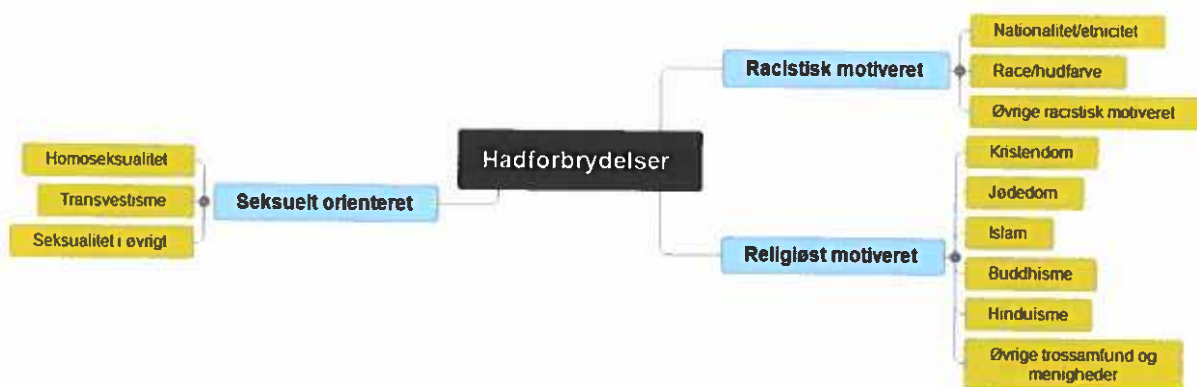 Hadforbrydelser
Racistisk motiveret
Nationalitet/etnicitet
Race/hudfarve
Øvrige racistisk motiveret
Religiøst motiveret
Kristendom
Jødedom
Islam
Buddhisme
Hinduisme
Øvrige trossamfund og
menigheder
Seksuelt orienteret
Homoseksualitet
Transvestisme
Seksualitet i øvrigt